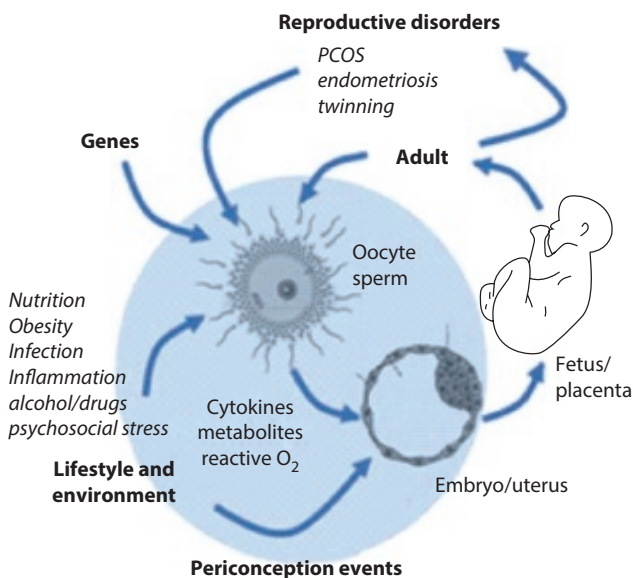 Reproductive disorders
PCOS
endometriosis
twinning
Genes
Adult
Oocyte
sperm
Nutrition
Obesity
Infection
Inflammation
alcohol/drugs
psychosocial stress
Lifestyle and
environment
Cytokines
metabolites
reactive O₂
Fetus/
placenta
Embryo/uterus
Periconception events